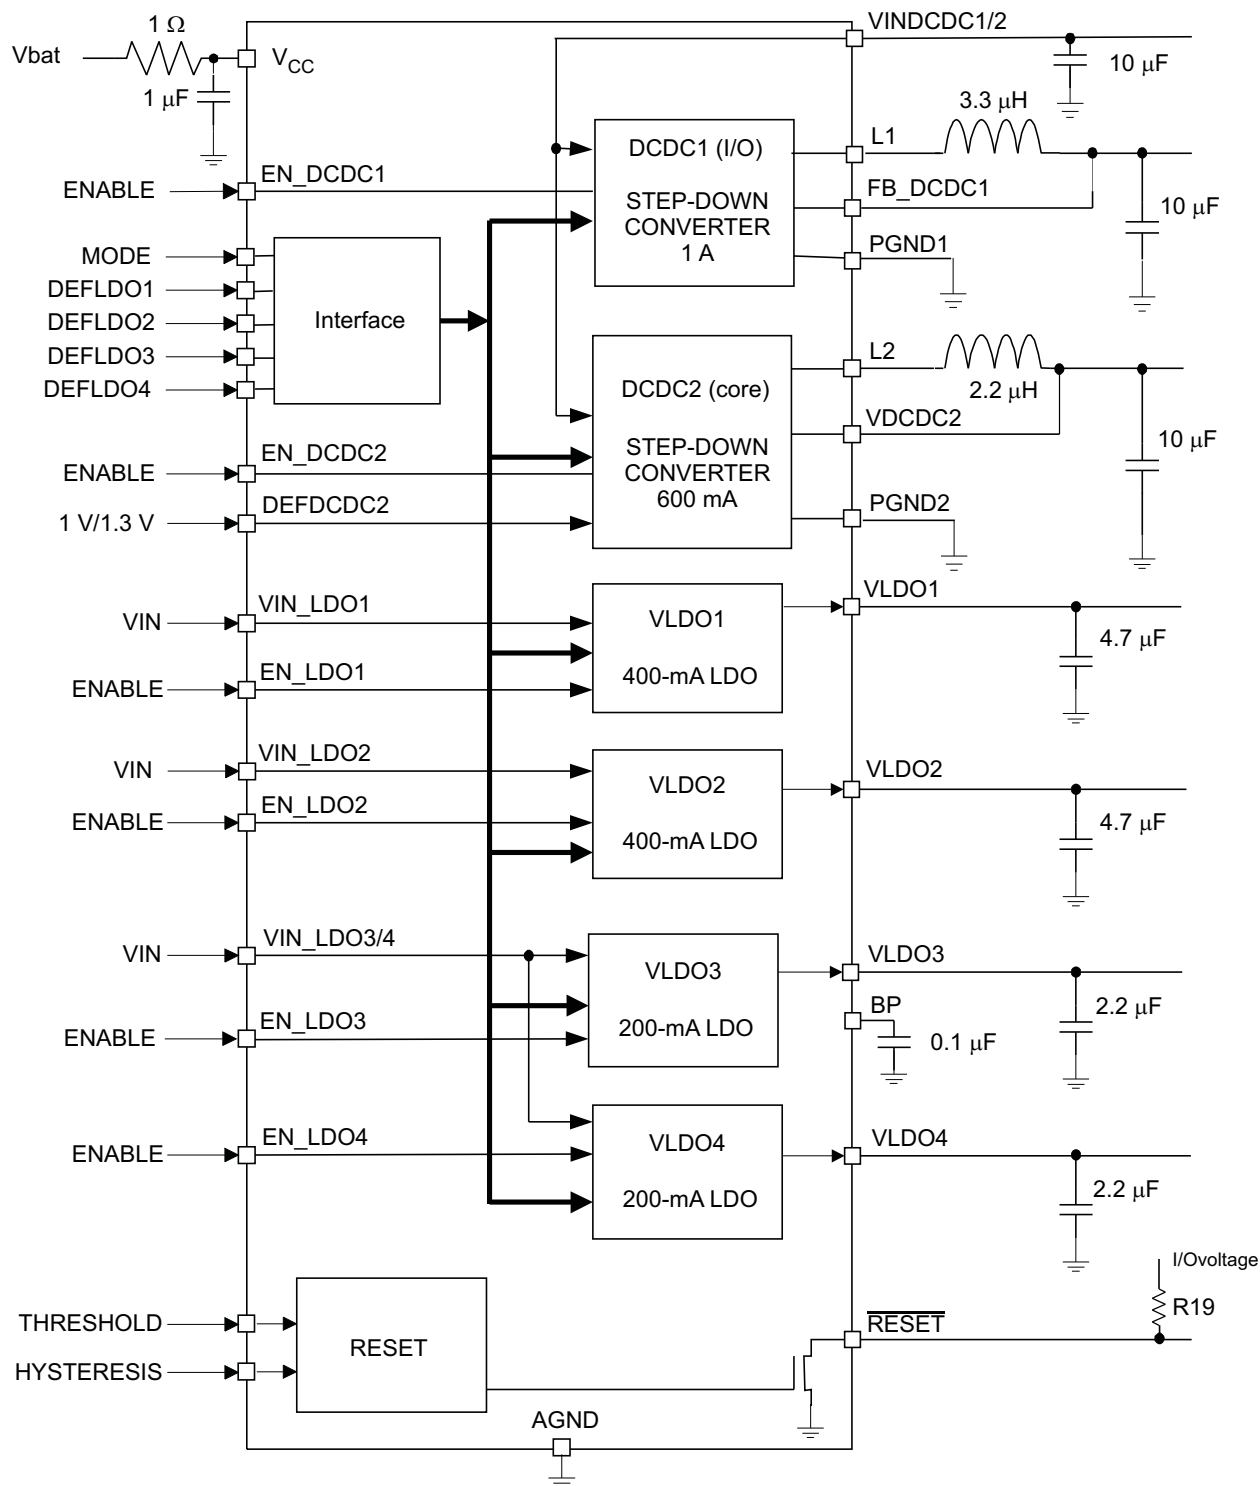 1 Ω
Vbat
VCC
1 μF
VINDCDC1/2
10 μF
3.3 μH
DCDC1 (I/O)
STEP-DOWN
CONVERTER
1 A
L1
FB_DCDC1
10 μF
PGND1
ENABLE
EN_DCDC1
MODE
DEFLDO1
DEFLDO2
DEFLDO3
DEFLDO4
Interface
DCDC2 (core)
STEP-DOWN
CONVERTER
600 mA
L2
2.2 μH
VDCDC2
10 μF
PGND2
ENABLE
EN_DCDC2
1 V/1.3 V
DEFDCDC2
VIN
VIN_LDO1
ENABLE
EN_LDO1
VLDO1
400-mA LDO
VLDO1
4.7 μF
VIN
VIN_LDO2
ENABLE
EN_LDO2
VLDO2
400-mA LDO
VLDO2
4.7 μF
VIN
VIN_LDO3/4
ENABLE
EN_LDO3
VLDO3
200-mA LDO
VLDO3
2.2 μF
BP
0.1 μF
ENABLE
EN_LDO4
VLDO4
200-mA LDO
VLDO4
2.2 μF
I/Ovoltage
R19
THRESHOLD
HYSTERESIS
RESET
RESET
AGND